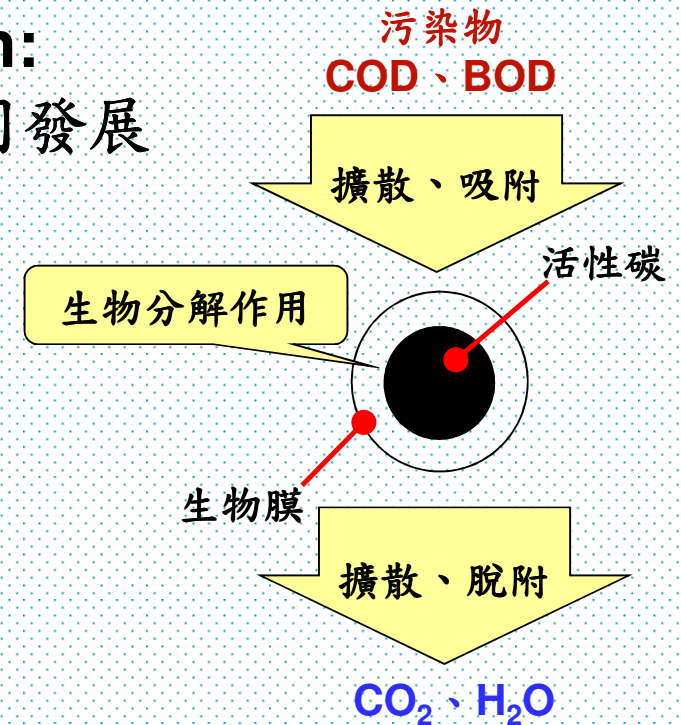 n:
發展
污染物
COD、BOD
擴散、吸附
活性碳
生物分解作用
生物膜
擴散、脫附
CO₂、H₂O